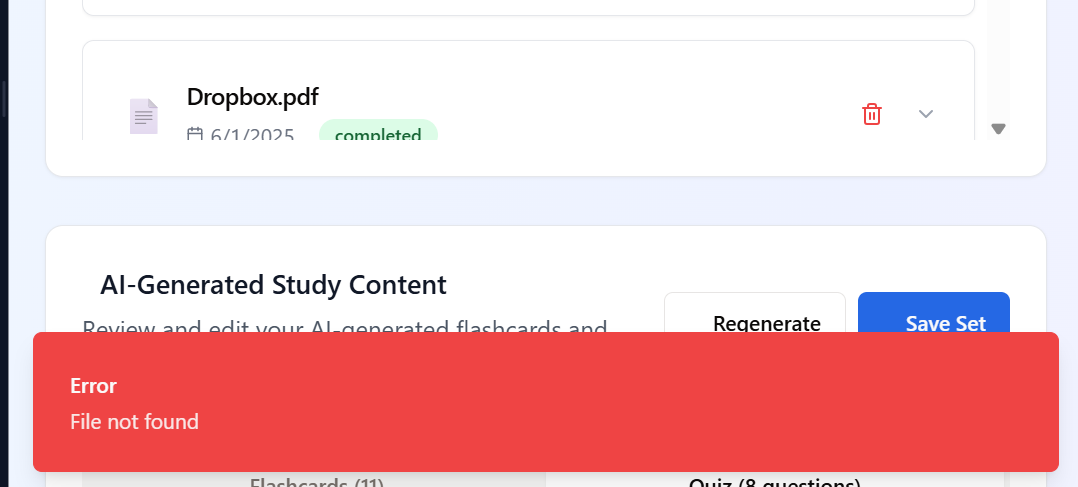 Dropbox.pdf
6/1/2025 completed
AI-Generated Study Content
Review and edit your AI-generated flashcards and
Regenerate
Save Set
Error
File not found
Flashcards (11)
Quiz (8 questions)